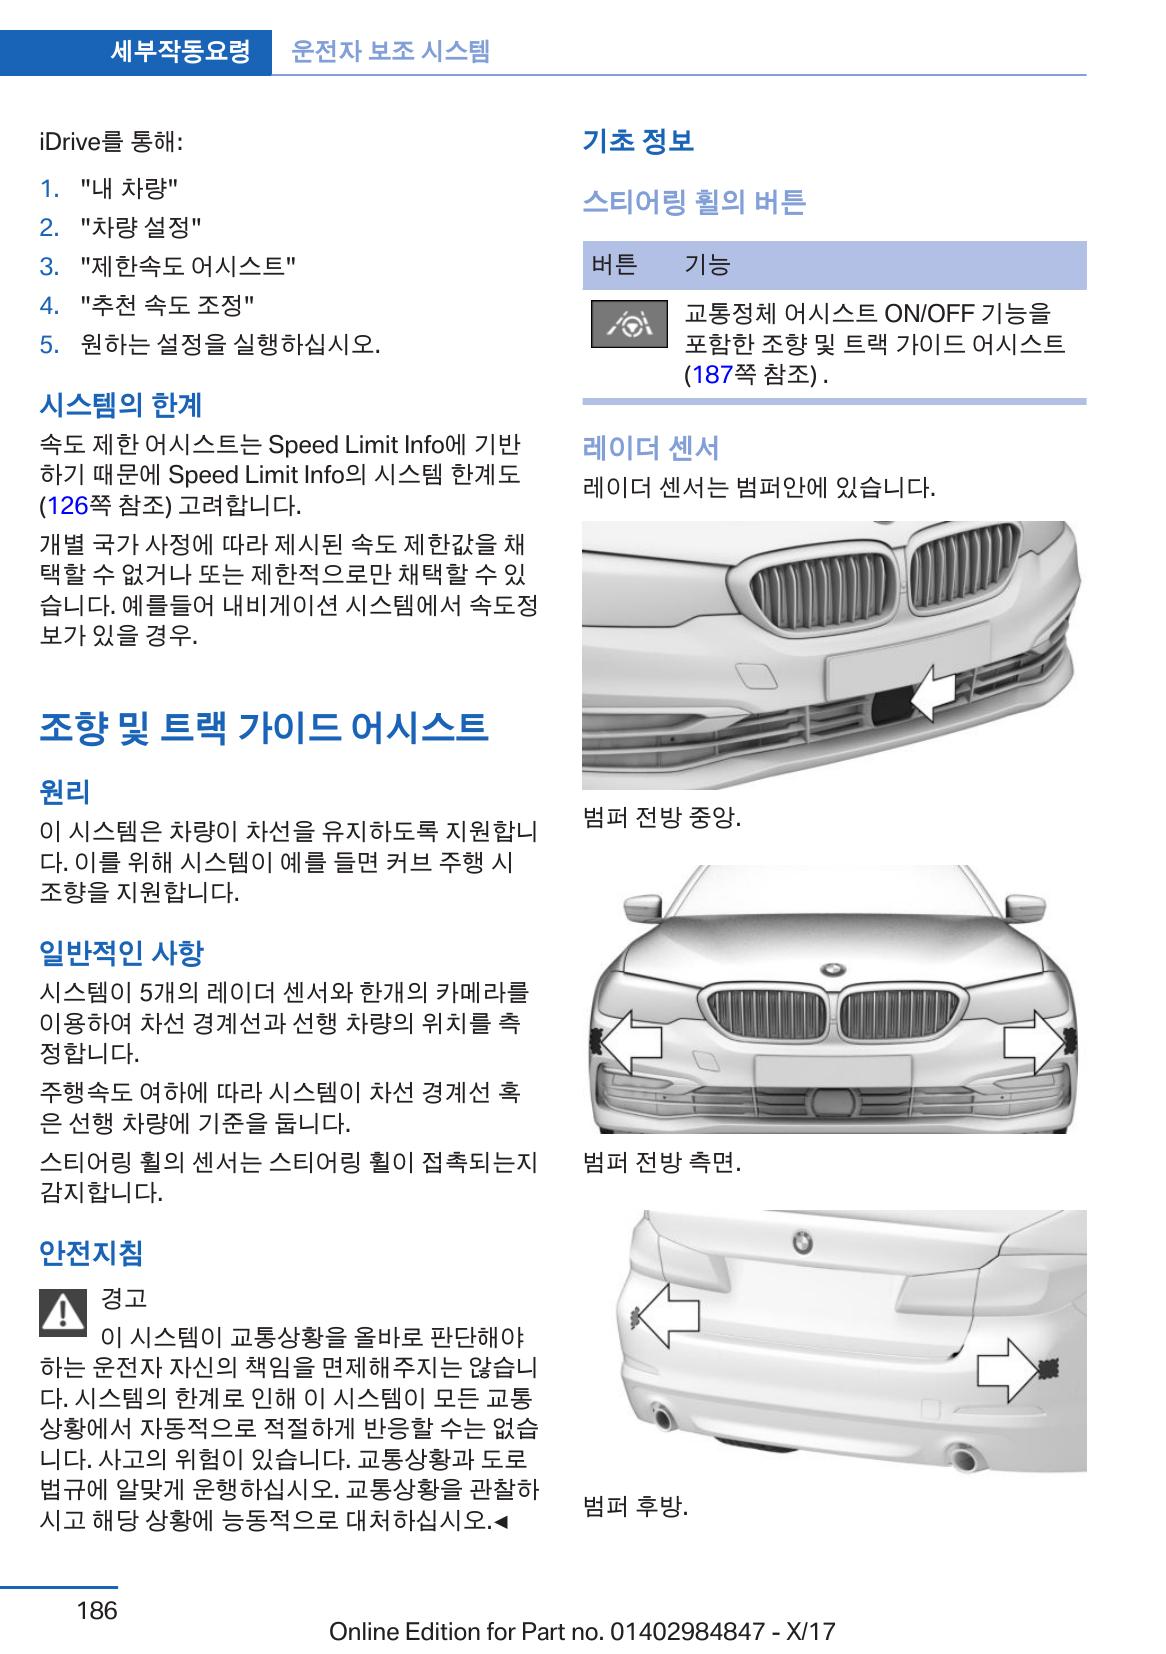 세부작동요령 운전자 보조 시스템
iDrive를 통해:
1. "내 차량"
2. "차량 설정"
3. "제한속도 어시스트"
4. "추천 속도 조정"
5. 원하는 설정을 실행하십시오.
시스템의 한계
속도 제한 어시스트는 Speed Limit Info에 기반
하기 때문에 Speed Limit Info의 시스템 한계도
(126쪽 참조) 고려합니다.
개별 국가 사정에 따라 제시된 속도 제한값을 채
택할 수 없거나 또는 제한적으로만 채택할 수 있
습니다. 예를들어 내비게이션 시스템에서 속도정
보가 있을 경우.
조향 및 트랙 가이드 어시스트
원리
이 시스템은 차량이 차선을 유지하도록 지원합니
다. 이를 위해 시스템이 예를 들면 커브 주행 시
조향을 지원합니다.
일반적인 사항
시스템이 5개의 레이더 센서와 한개의 카메라를
이용하여 차선 경계선과 선행 차량의 위치를 측
정합니다.
주행속도 여하에 따라 시스템이 차선 경계선 혹
은 선행 차량에 기준을 둡니다.
스티어링 휠의 센서는 스티어링 휠이 접촉되는지
감지합니다.
안전지침
경고
이 시스템이 교통상황을 올바로 판단해야
하는 운전자 자신의 책임을 면제해주지는 않습니
다. 시스템의 한계로 인해 이 시스템이 모든 교통
상황에서 자동적으로 적절하게 반응할 수는 없습
니다. 사고의 위험이 있습니다. 교통상황과 도로
법규에 알맞게 운행하십시오. 교통상황을 관찰하
시고 해당 상황에 능동적으로 대처하십시오.◄
기초 정보
스티어링 휠의 버튼
버튼 기능
교통정체 어시스트 ON/OFF 기능을
포함한 조향 및 트랙 가이드 어시스트
(187쪽 참조) .
레이더 센서
레이더 센서는 범퍼안에 있습니다.
범퍼 전방 중앙.
범퍼 전방 측면.
범퍼 후방.
186
Online Edition for Part no. 01402984847 - X/17